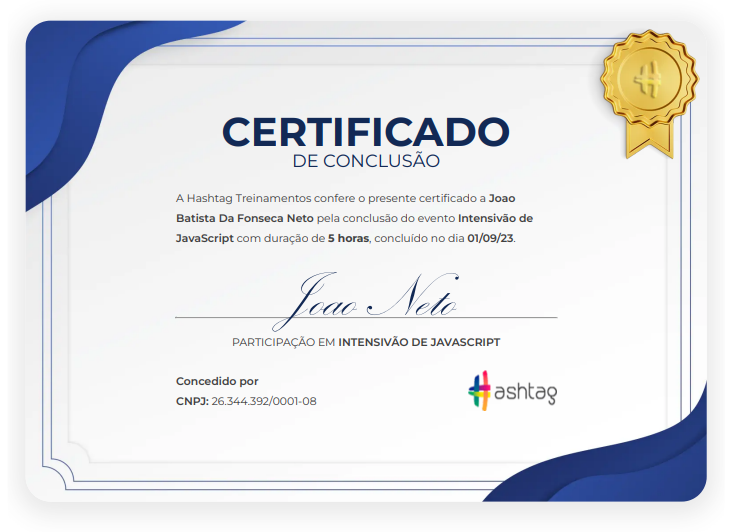 CERTIFICADO
DE CONCLUSÃO
A Hashtag Treinamentos confere o presente certificado a Joao
Batista Da Fonseca Neto pela conclusão do evento Intensivão de
JavaScript com duração de 5 horas, concluído no dia 01/09/23.
Joao Neto
PARTICIPAÇÃO EM INTENSIVÃO DE JAVASCRIPT
Concedido por
CNPJ: 26.344.392/0001-08
Hashtag